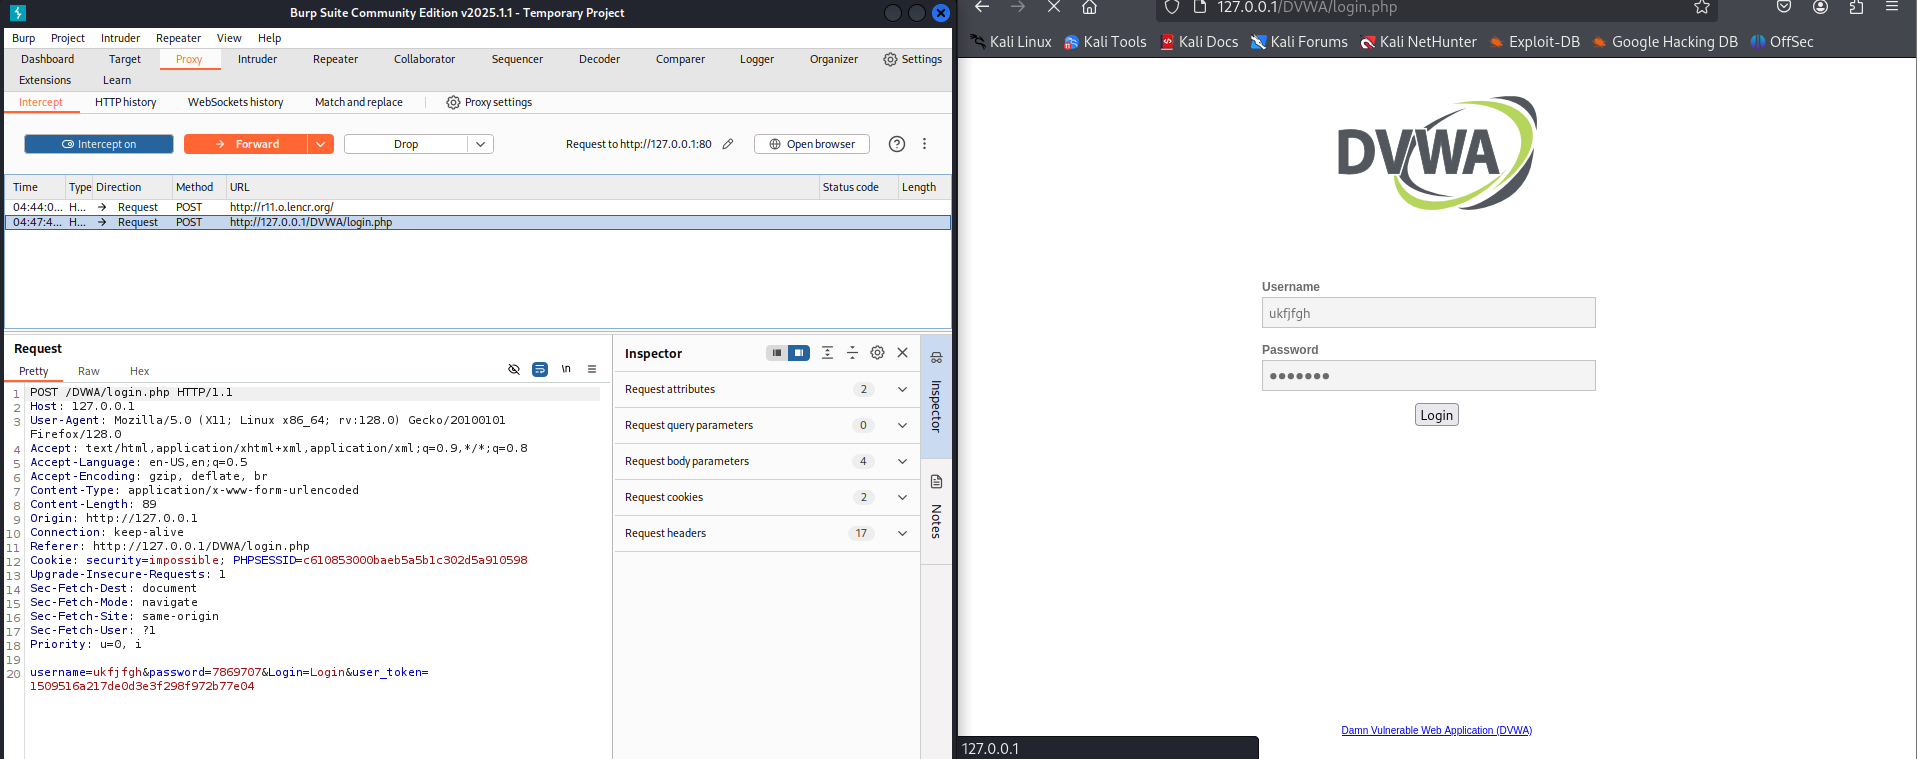 Burp Suite Community Edition v2025.1.1 - Temporary Project
Burp Project Intruder Repeater View Help
Dashboard Target Proxy Intruder Repeater Collaborator Sequencer Decoder Comparer Logger Organizer Settings
Extensions Learn
Intercept HTTP history WebSockets history Match and replace Proxy settings
Intercept on Forward Drop Request to http://127.0.0.1:80 Open browser
Time Type Direction Method URL Status code Length
04:44:0... H... Request POST http://r11.o.lencr.org/
04:47:4... H... Request POST http://127.0.0.1/DVWA/login.php
Request
Pretty Raw Hex \n
1 POST /DVWA/login.php HTTP/1.1
2 Host: 127.0.0.1
3 User-Agent: Mozilla/5.0 (X11; Linux x86_64; rv:128.0) Gecko/20100101
Firefox/128.0
4 Accept: text/html,application/xhtml+xml,application/xml;q=0.9,*/*;q=0.8
5 Accept-Language: en-US,en;q=0.5
6 Accept-Encoding: gzip, deflate, br
7 Content-Type: application/x-www-form-urlencoded
8 Content-Length: 89
9 Origin: http://127.0.0.1
10 Connection: keep-alive
11 Referer: http://127.0.0.1/DVWA/login.php
12 Cookie: security=impossible; PHPSESSID=c610853000baeb5a5b1c302d5a910598
13 Upgrade-Insecure-Requests: 1
14 Sec-Fetch-Dest: document
15 Sec-Fetch-Mode: navigate
16 Sec-Fetch-Site: same-origin
17 Sec-Fetch-User: ?1
18 Priority: u=0, i
19
20 username=ukfjfgh&password=7869707&Login=Login&user_token=
1509516a217de0d3e3f298f972b77e04
Inspector
Request attributes 2
Request query parameters 0
Request body parameters 4
Request cookies 2
Request headers 17
Inspector
Notes
127.0.0.1/DVWA/login.php
Kali Linux Kali Tools Kali Docs Kali Forums Kali NetHunter Exploit-DB Google Hacking DB OffSec
DVWA
Username
ukfjfgh
Password
●●●●●●●
Login
Damn Vulnerable Web Application (DVWA)
127.0.0.1